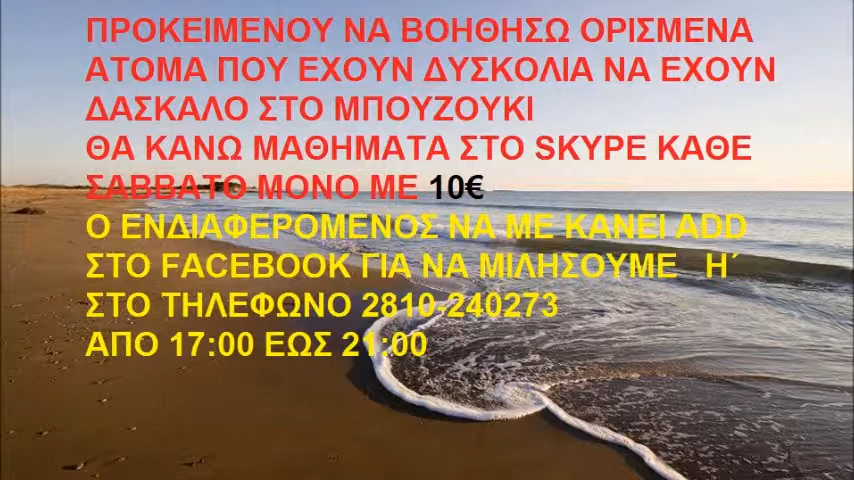 ΠΡΟΚΕΙΜΕΝΟΥ ΝΑ ΒΟΗΘΗΣΩ ΟΡΙΣΜΕΝΑ
ΑΤΟΜΑ ΠΟΥ ΕΧΟΥΝ ΔΥΣΚΟΛΙΑ ΝΑ ΕΧΟΥΝ
ΔΑΣΚΑΛΟ ΣΤΟ ΜΠΟΥΖΟΥΚΙ
ΘΑ ΚΑΝΩ ΜΑΘΗΜΑΤΑ ΣΤΟ SKYPE ΚΑΘΕ
ΣΑΒΒΑΤΟ ΜΟΝΟ ΜΕ 10€
Ο ΕΝΔΙΑΦΕΡΟΜΕΝΟΣ ΝΑ ΜΕ ΚΑΝΕΙ ADD
ΣΤΟ FACEBOOK ΓΙΑ ΝΑ ΜΙΛΗΣΟΥΜΕ Η΄
ΣΤΟ ΤΗΛΕΦΩΝΟ 2810-240273
ΑΠΟ 17:00 ΕΩΣ 21:00